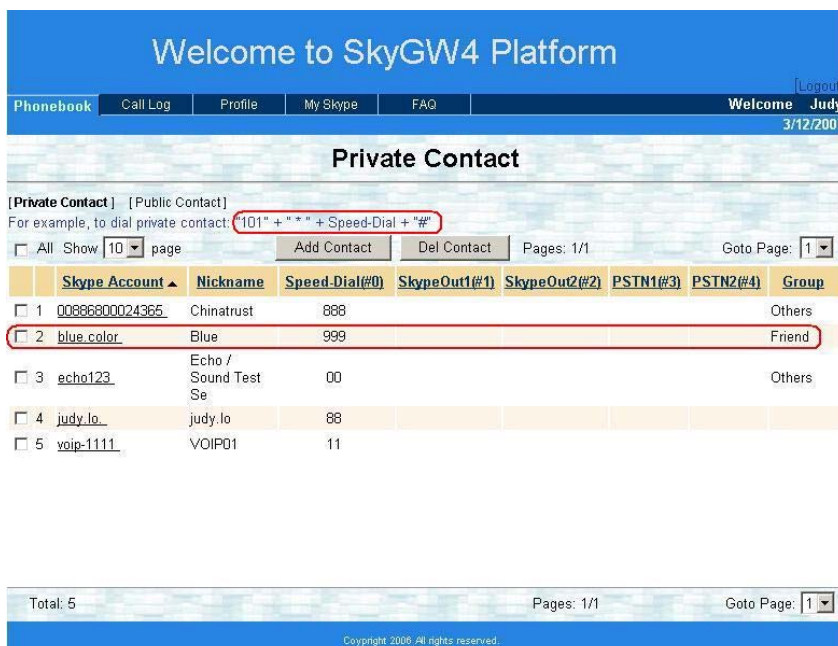 Welcome to SkyGW4 Platform
[Logout
Phonebook Call Log Profile My Skype FAQ Welcome Judy
3/12/200
Private Contact
[Private Contact] [Public Contact]
For example, to dial private contact: "101" + " * " + Speed-Dial + "#"
All Show 10 page Add Contact Del Contact Pages: 1/1 Goto Page: 1
Skype Account Nickname Speed-Dial(#0) SkypeOut1(#1) SkypeOut2(#2) PSTN1(#3) PSTN2(#4) Group
1 00886800024365 Chinatrust 888 Others
2 blue.color Blue 999 Friend
3 echo123 Echo / Sound Test Se 00 Others
4 judy.lo. judy.lo 88
5 voip-1111 VOIP01 11
Total: 5 Pages: 1/1 Goto Page: 1
Coypright 2006 All rights reserved.